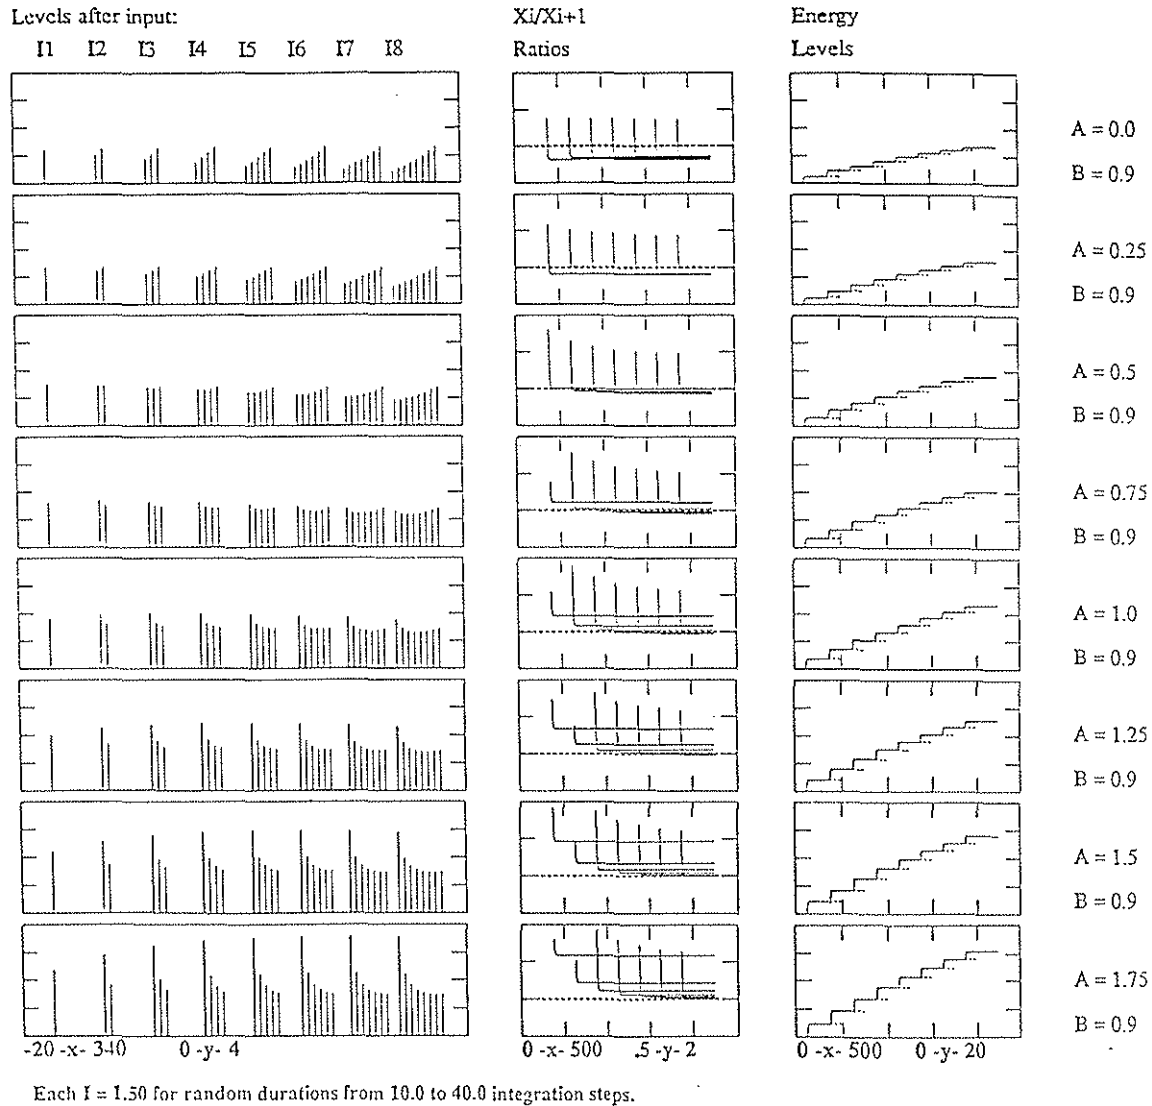 Levels after input: Xi/Xi+1 Energy
I1 I2 I3 I4 I5 I6 I7 I8 Ratios Levels
A = 0.0
B = 0.9
A = 0.25
B = 0.9
A = 0.5
B = 0.9
A = 0.75
B = 0.9
A = 1.0
B = 0.9
A = 1.25
B = 0.9
A = 1.5
B = 0.9
A = 1.75
B = 0.9
-20 -x- 340 0 -y- 4 0 -x- 500 .5 -y- 2 0 -x- 500 0 -y- 20
Each I = 1.50 for random durations from 10.0 to 40.0 integration steps.